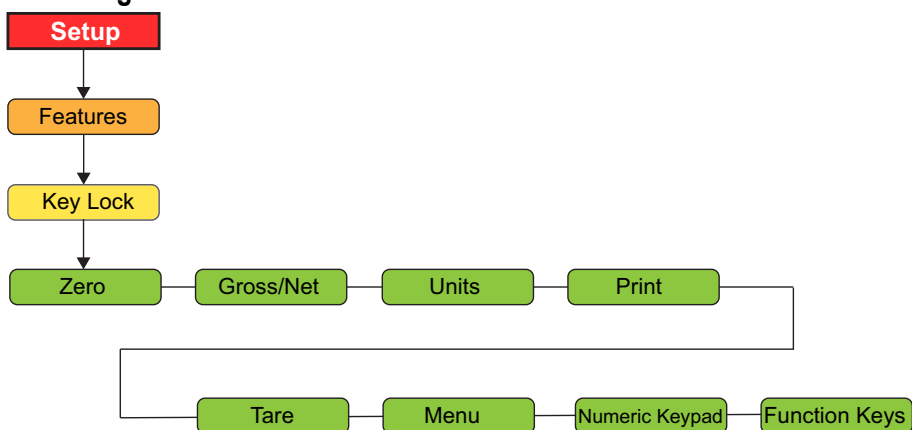 Setup
Features
Key Lock
Zero Gross/Net Units Print
Tare Menu Numeric Keypad Function Keys